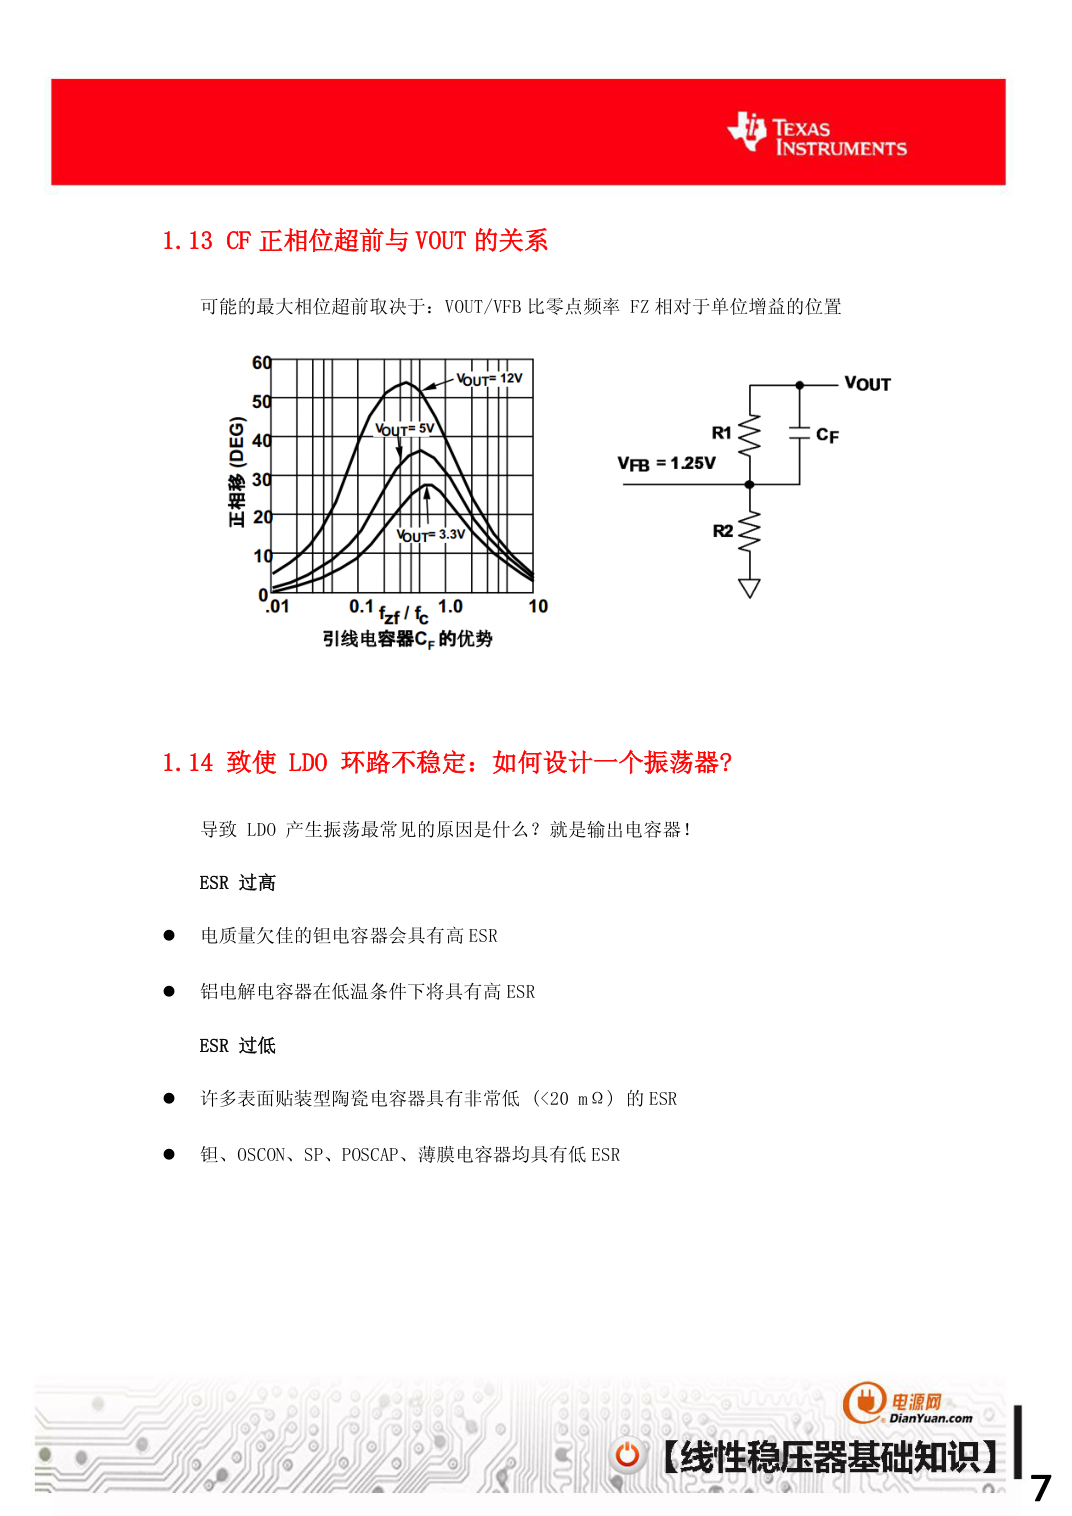 TEXAS
INSTRUMENTS
1.13 CF 正相位超前与 VOUT 的关系
可能的最大相位超前取决于：VOUT/VFB 比零点频率 FZ 相对于单位增益的位置
60
50
40
30
20
10
0
正相移 (DEG)
VOUT= 12V
VOUT= 5V
VOUT= 3.3V
.01
0.1
fzf / fc
1.0
10
引线电容器CF 的优势
VOUT
R1
CF
VFB = 1.25V
R2
1.14 致使 LDO 环路不稳定：如何设计一个振荡器?
导致 LDO 产生振荡最常见的原因是什么？就是输出电容器！
ESR 过高
● 电质量欠佳的钽电容器会具有高 ESR
● 铝电解电容器在低温条件下将具有高 ESR
ESR 过低
● 许多表面贴装型陶瓷电容器具有非常低 (<20 mΩ) 的 ESR
● 钽、OSCON、SP、POSCAP、薄膜电容器均具有低 ESR
电源网
DianYuan.com
【线性稳压器基础知识】
7